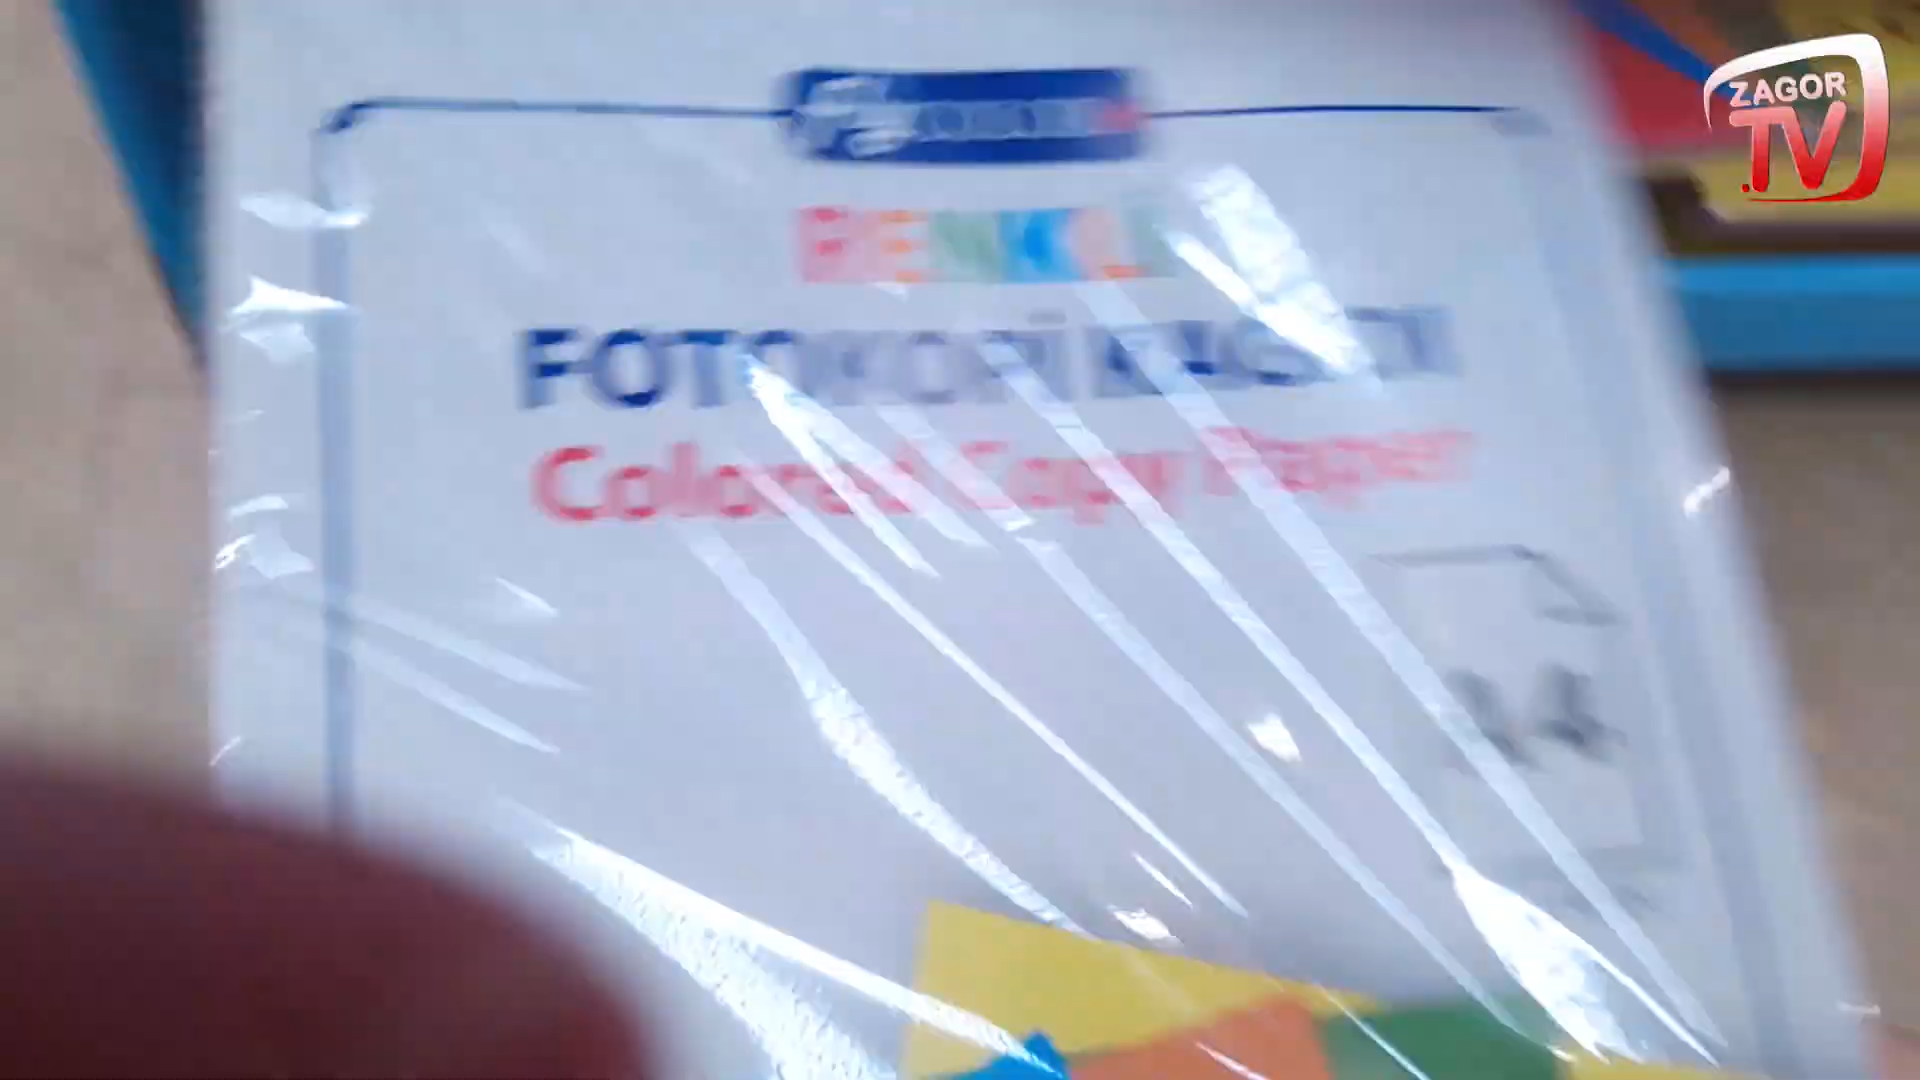 ZAGOR
.TV
RENKLİ
FOTOKOPİ KAĞIDI
Colored Copy Paper
A4